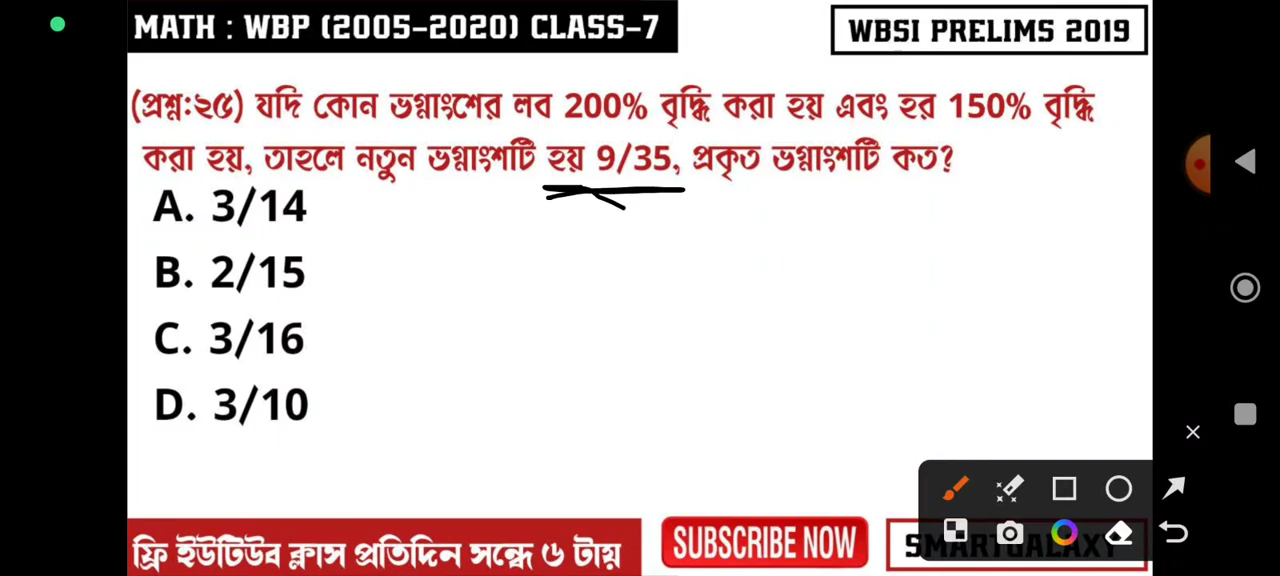 MATH : WBP (2005-2020) CLASS-7
WBSI PRELIMS 2019
(প্রশ্ন:২৫) যদি কোন ভগ্নাংশের লব 200% বৃদ্ধি করা হয় এবং হর 150% বৃদ্ধি
করা হয়, তাহলে নতুন ভগ্নাংশটি হয় 9/35, প্রকৃত ভগ্নাংশটি কত?
A. 3/14
B. 2/15
C. 3/16
D. 3/10
ফ্রি ইউটিউব ক্লাস প্রতিদিন সন্ধে ৬ টায়
SUBSCRIBE NOW
SMARTGALAXY